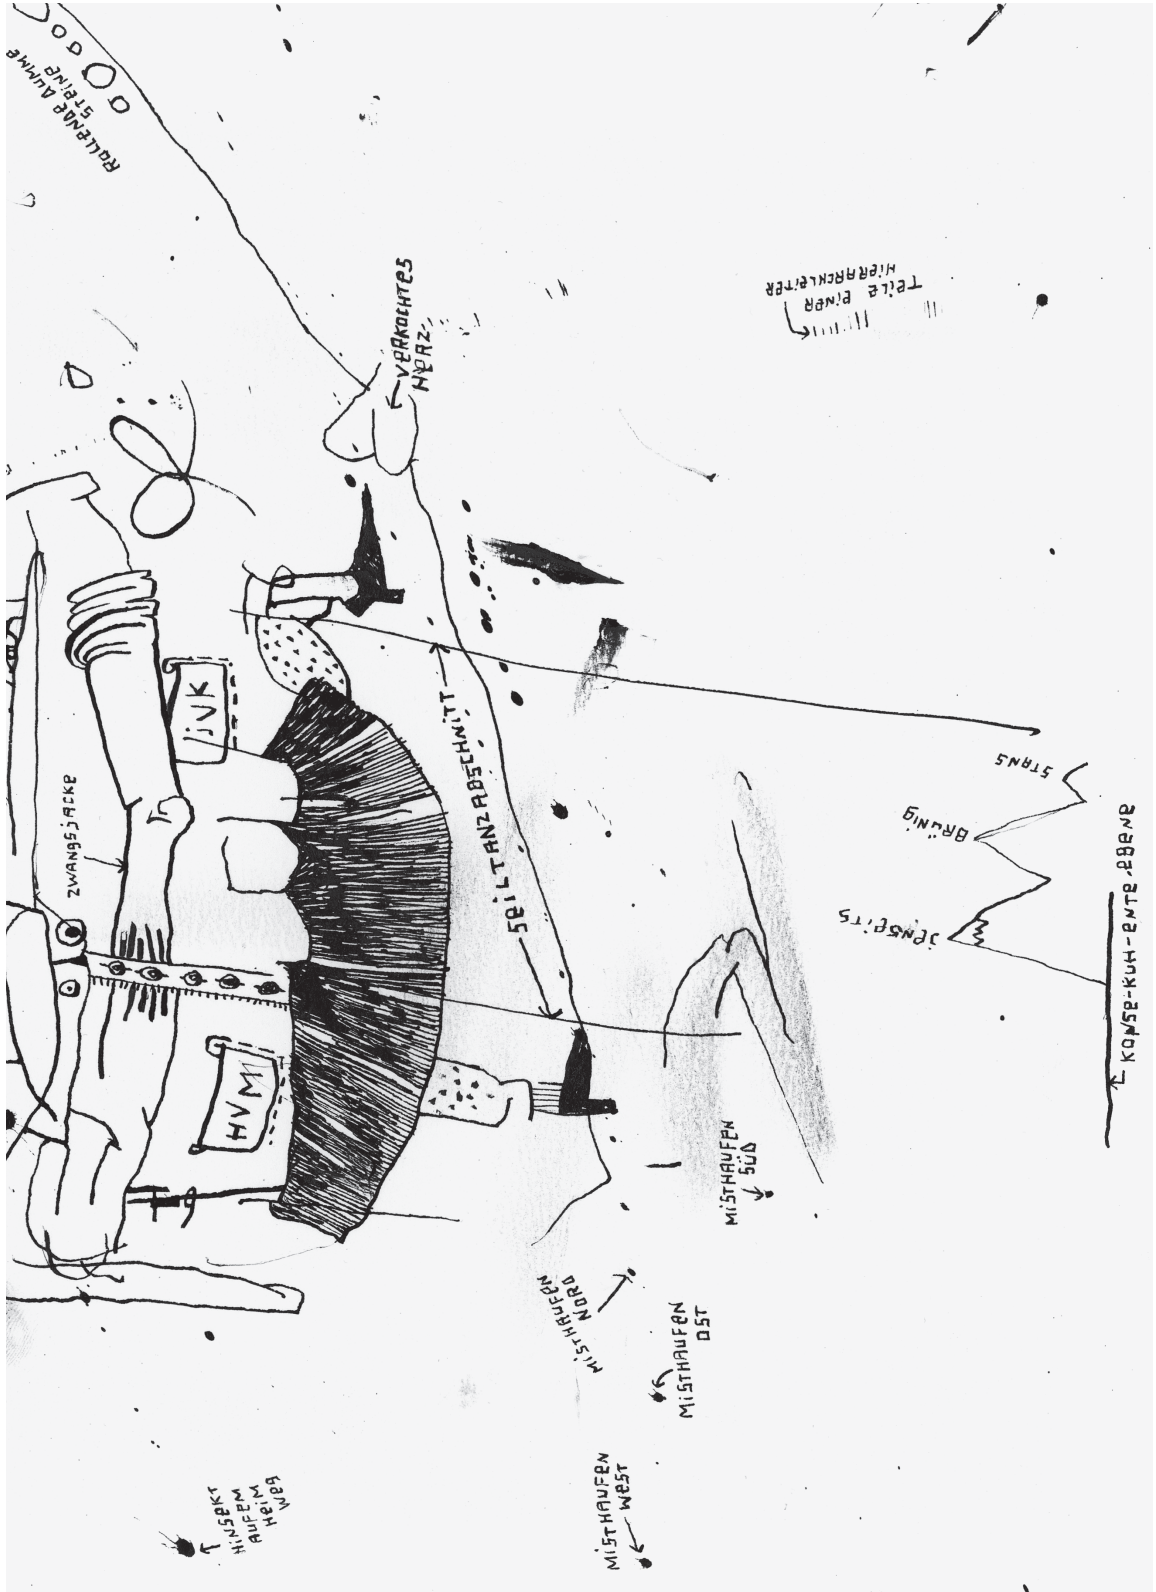 ROLLENDE DUMME
STEINE
VERKOCHTES
HERZ
TEILE EINER
HIERARCHLEITER
ZWANGSJACKE
JVK
HVM
SEILTANZABSCHNITT
STANS
BRÜNIG
JENSEITS
KONSE-KUH-ENTE-EBENE
MISTHAUFEN
SÜD
MISTHAUFEN
NORD
MISTHAUFEN
OST
MISTHAUFEN
WEST
HINSEKT
AUFEM
HEIM
WEG